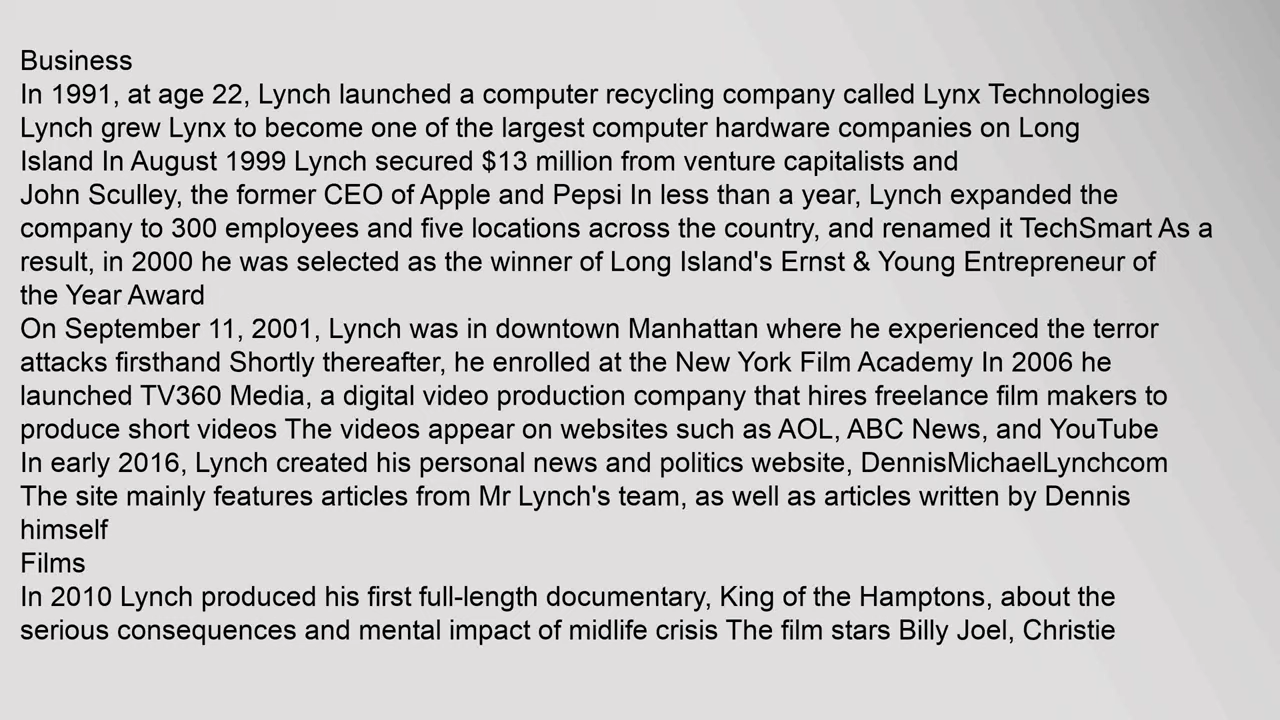 Business
In 1991, at age 22, Lynch launched a computer recycling company called Lynx Technologies
Lynch grew Lynx to become one of the largest computer hardware companies on Long
Island In August 1999 Lynch secured $13 million from venture capitalists and
John Sculley, the former CEO of Apple and Pepsi In less than a year, Lynch expanded the
company to 300 employees and five locations across the country, and renamed it TechSmart As a
result, in 2000 he was selected as the winner of Long Island's Ernst & Young Entrepreneur of
the Year Award
On September 11, 2001, Lynch was in downtown Manhattan where he experienced the terror
attacks firsthand Shortly thereafter, he enrolled at the New York Film Academy In 2006 he
launched TV360 Media, a digital video production company that hires freelance film makers to
produce short videos The videos appear on websites such as AOL, ABC News, and YouTube
In early 2016, Lynch created his personal news and politics website, DennisMichaelLynchcom
The site mainly features articles from Mr Lynch's team, as well as articles written by Dennis
himself
Films
In 2010 Lynch produced his first full-length documentary, King of the Hamptons, about the
serious consequences and mental impact of midlife crisis The film stars Billy Joel, Christie